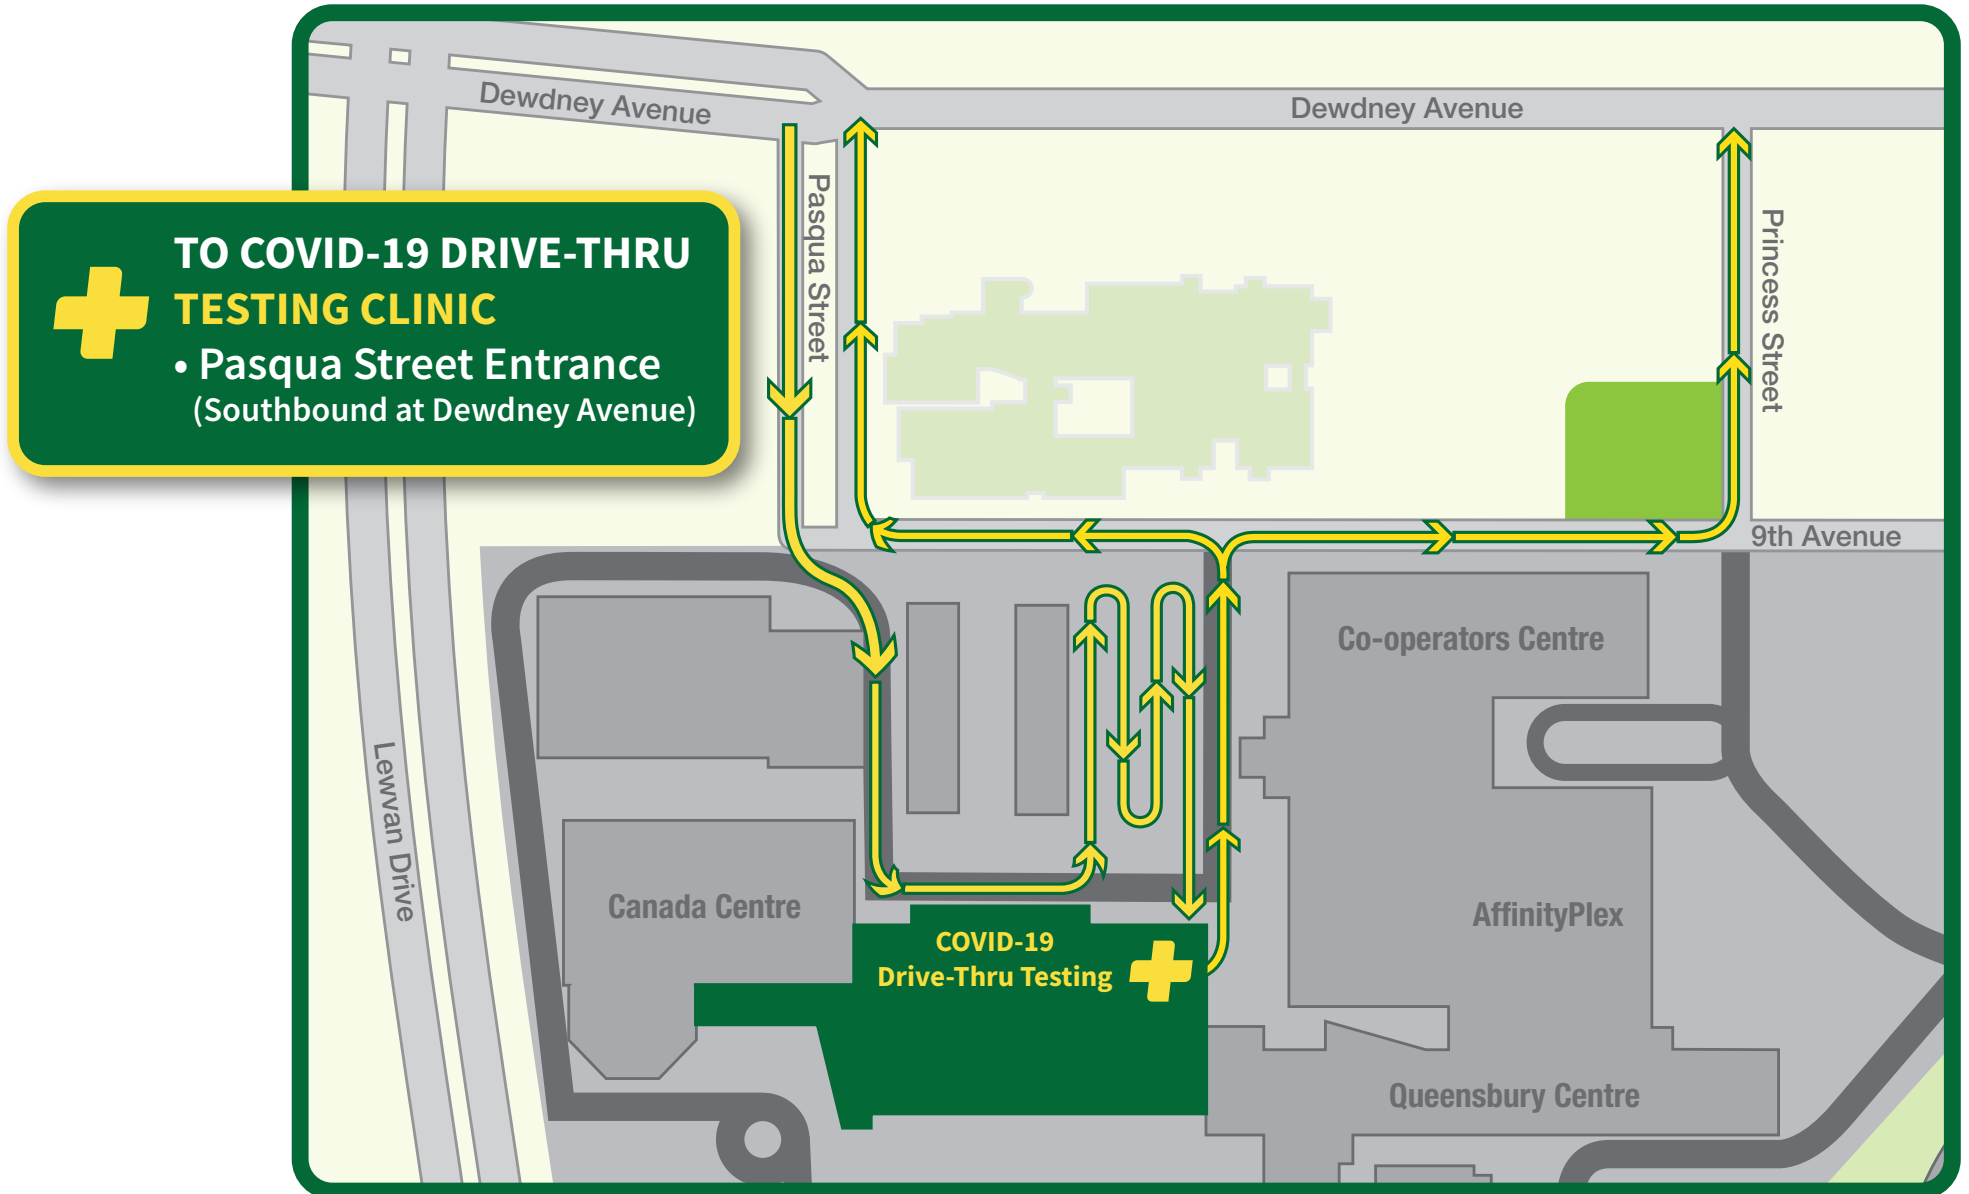 Dewdney Avenue
Dewdney Avenue
TO COVID-19 DRIVE-THRU
TESTING CLINIC
• Pasqua Street Entrance
(Southbound at Dewdney Avenue)
Pasqua Street
Princess Street
9th Avenue
Co-operators Centre
Lewvan Drive
Canada Centre
AffinityPlex
COVID-19
Drive-Thru Testing
Queensbury Centre